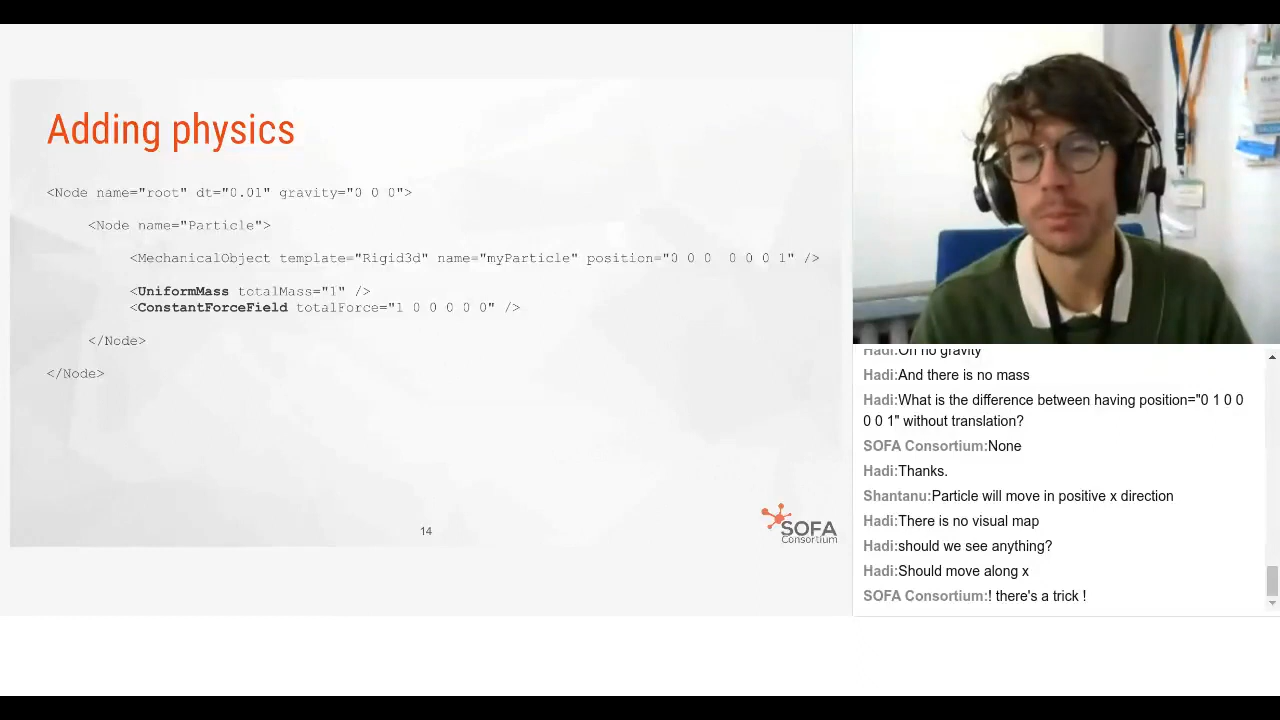 Adding physics
<Node name="root" dt="0.01" gravity="0 0 0">
<Node name="Particle">
<MechanicalObject template="Rigid3d" name="myParticle" position="0 0 0  0 0 0 1" />
<UniformMass totalMass="1" />
<ConstantForceField totalForce="1 0 0 0 0 0" />
</Node>
</Node>
14
SOFA
Consortium
Hadi:Oh no gravity
Hadi:And there is no mass
Hadi:What is the difference between having position="0 1 0 0
0 0 1" without translation?
SOFA Consortium:None
Hadi:Thanks.
Shantanu:Particle will move in positive x direction
Hadi:There is no visual map
Hadi:should we see anything?
Hadi:Should move along x
SOFA Consortium:! there's a trick !